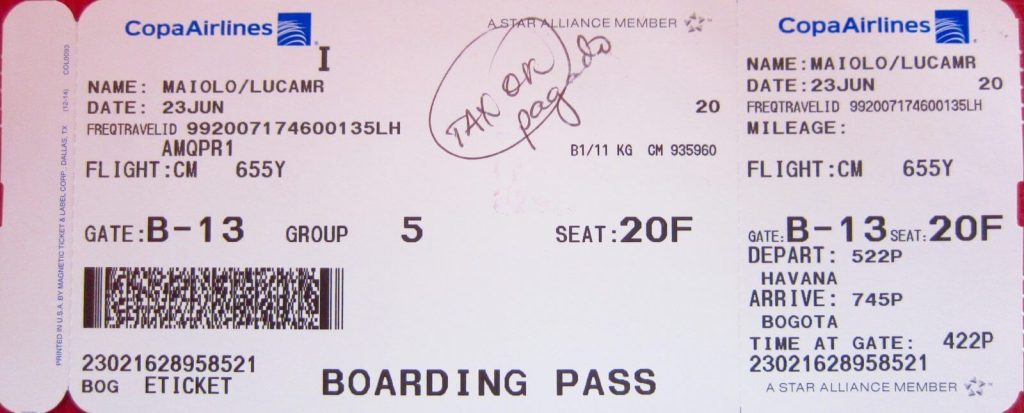 PRINTED IN U.S.A. BY MAGNETIC TICKET & LABEL CORP. DALLAS, TX (12-14) COL0093
CopaAirlines
A STAR ALLIANCE MEMBER
I
NAME: MAIOLO/LUCAMR
DATE: 23JUN
20
FREQTRAVELID 992007174600135LH
AMQPR1
B1/11 KG CM 935960
FLIGHT:CM 655Y
TAX OK
pagado
GATE:B-13 GROUP 5 SEAT:20F
23021628958521
BOG ETICKET
BOARDING PASS
CopaAirlines
NAME:MAIOLO/LUCAMR
DATE:23JUN 20
FREQTRAVELID 992007174600135LH
MILEAGE:
FLIGHT:CM 655Y
GATE:B-13 SEAT:20F
DEPART: 522P
HAVANA
ARRIVE: 745P
BOGOTA
TIME AT GATE: 422P
23021628958521
A STAR ALLIANCE MEMBER